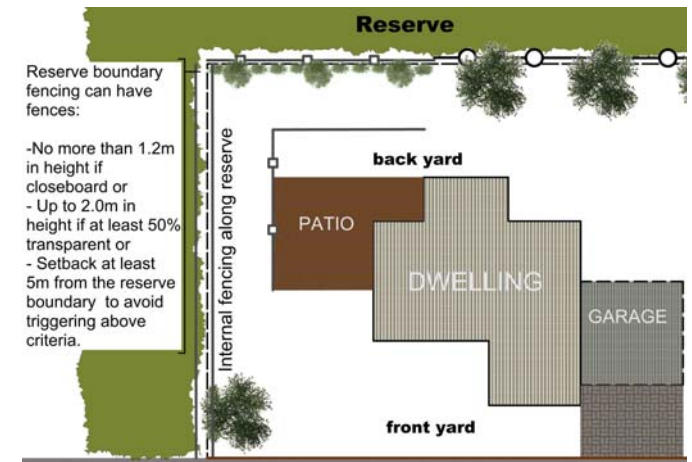 Reserve
Reserve boundary
fencing can have
fences:
-No more than 1.2m
in height if
closeboard or
- Up to 2.0m in
height if at least 50%
transparent or
- Setback at least
5m from the reserve
boundary to avoid
triggering above
criteria.
Internal fencing along reserve
back yard
PATIO
DWELLING
GARAGE
front yard